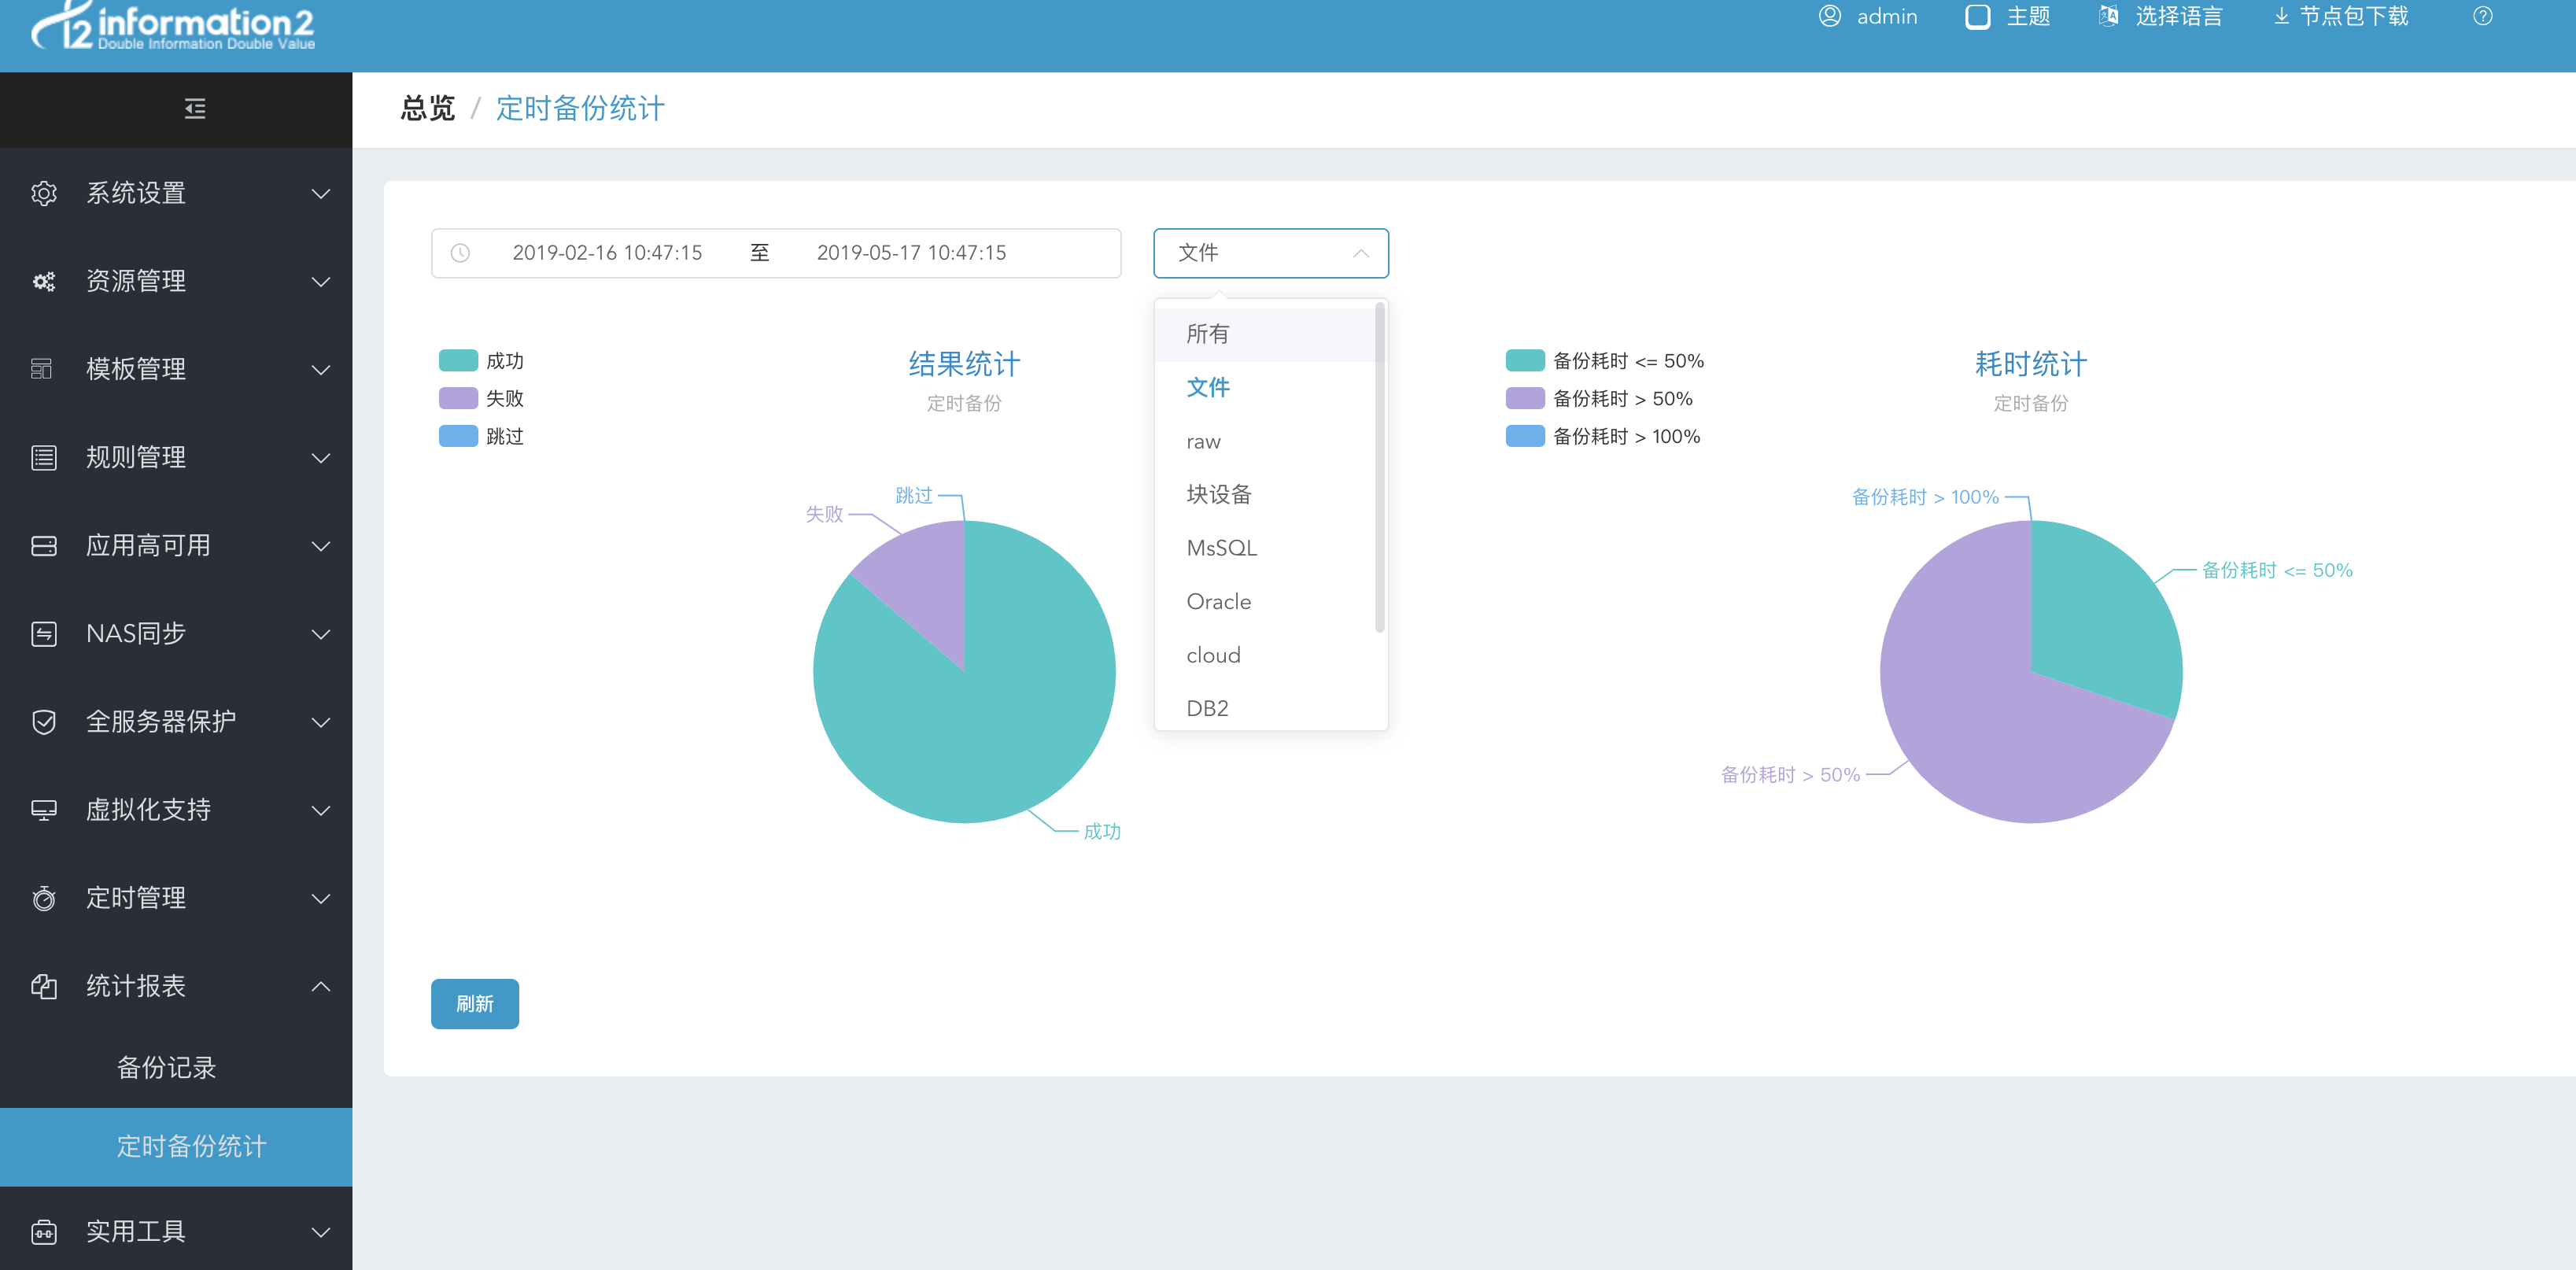 information2
Double Information Double Value
admin
主题
选择语言
节点包下载
总览 / 定时备份统计
系统设置
资源管理
模板管理
规则管理
应用高可用
NAS同步
全服务器保护
虚拟化支持
定时管理
统计报表
备份记录
定时备份统计
实用工具
2019-02-16 10:47:15 至 2019-05-17 10:47:15
文件
所有
文件
raw
块设备
MsSQL
Oracle
cloud
DB2
成功
失败
跳过
结果统计
定时备份
跳过
失败
成功
备份耗时 <= 50%
备份耗时 > 50%
备份耗时 > 100%
耗时统计
定时备份
备份耗时 > 100%
备份耗时 <= 50%
备份耗时 > 50%
刷新